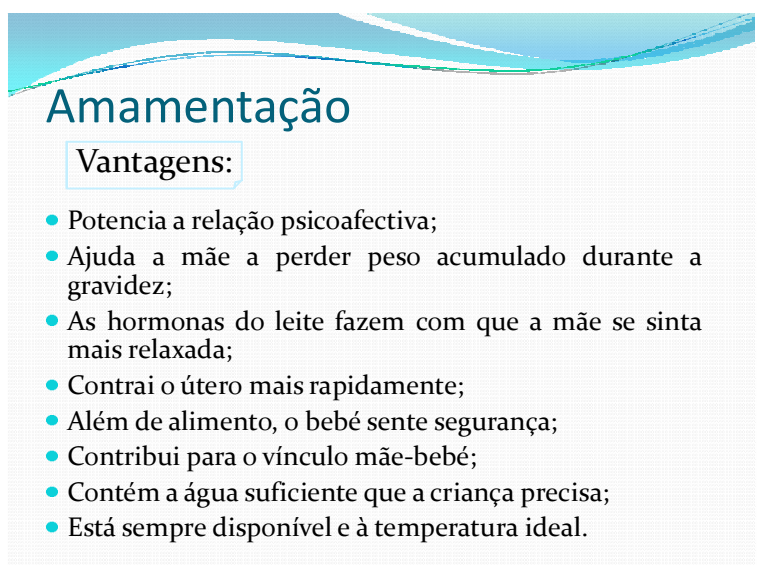 Amamentação
Vantagens:
Potencia a relação psicoafectiva;
Ajuda a mãe a perder peso acumulado durante a
gravidez;
As hormonas do leite fazem com que a mãe se sinta
mais relaxada;
Contrai o útero mais rapidamente;
Além de alimento, o bebé sente segurança;
Contribui para o vínculo mãe-bebé;
Contém a água suficiente que a criança precisa;
Está sempre disponível e à temperatura ideal.